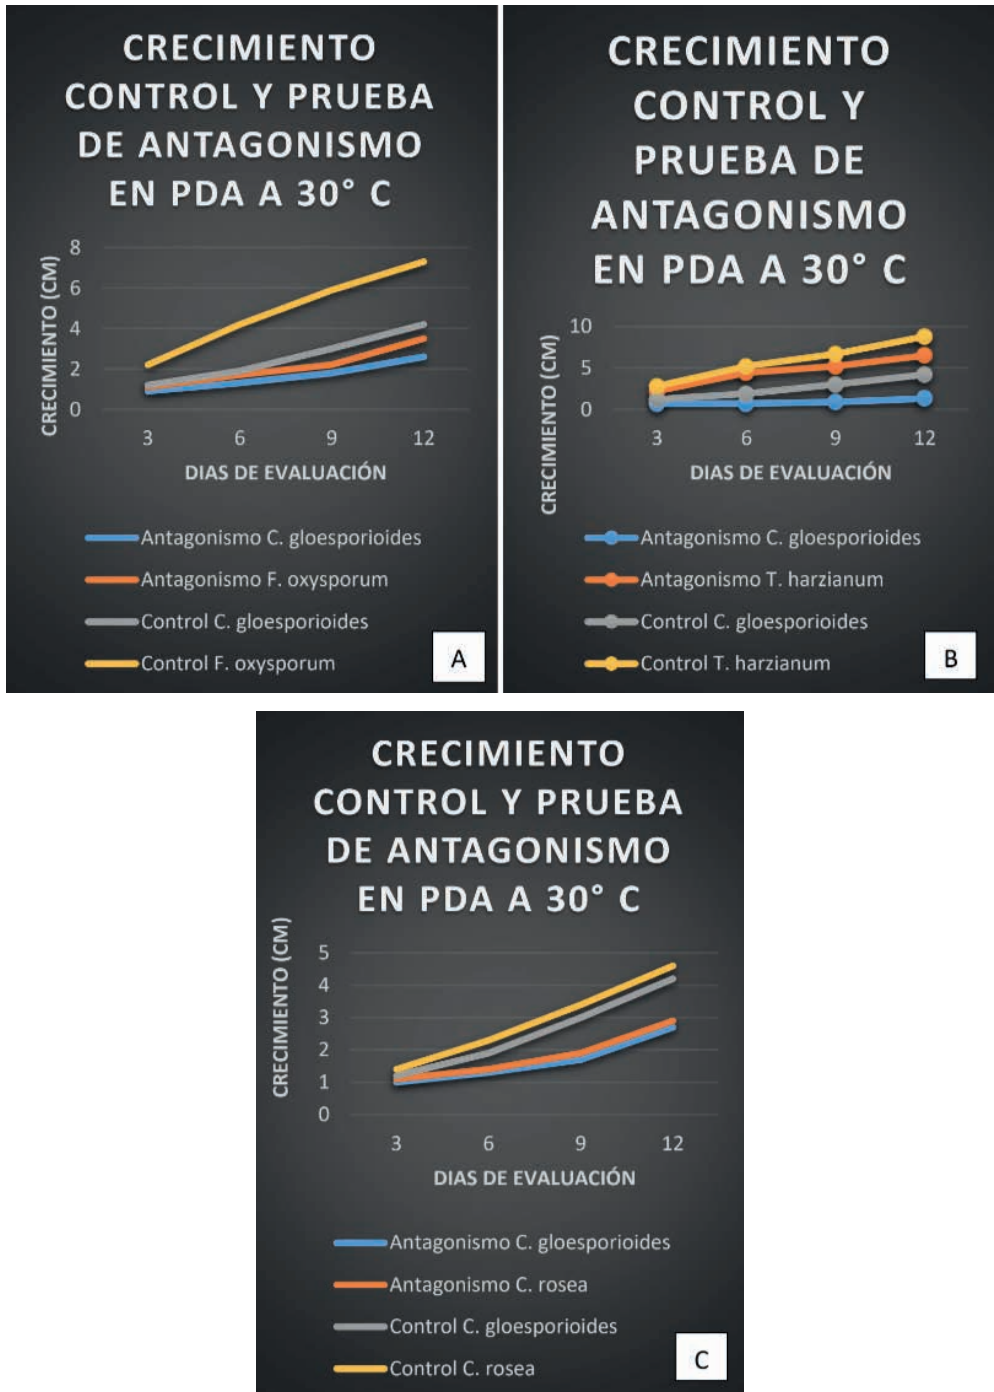 CRECIMIENTO
CONTROL Y PRUEBA
DE ANTAGONISMO
EN PDA A 30° C
CRECIMIENTO (CM)
8
6
4
2
0
3 6 9 12
DIAS DE EVALUACIÓN
Antagonismo C. gloesporioides
Antagonismo F. oxysporum
Control C. gloesporioides
Control F. oxysporum
A
CRECIMIENTO
CONTROL Y
PRUEBA DE
ANTAGONISMO
EN PDA A 30° C
CRECIMIENTO (CM)
10
5
0
3 6 9 12
DIAS DE EVALUACIÓN
Antagonismo C. gloesporioides
Antagonismo T. harzianum
Control C. gloesporioides
Control T. harzianum
B
CRECIMIENTO
CONTROL Y PRUEBA
DE ANTAGONISMO
EN PDA A 30° C
CRECIMIENTO (CM)
5
4
3
2
1
0
3 6 9 12
DIAS DE EVALUACIÓN
Antagonismo C. gloesporioides
Antagonismo C. rosea
Control C. gloesporioides
Control C. rosea
C